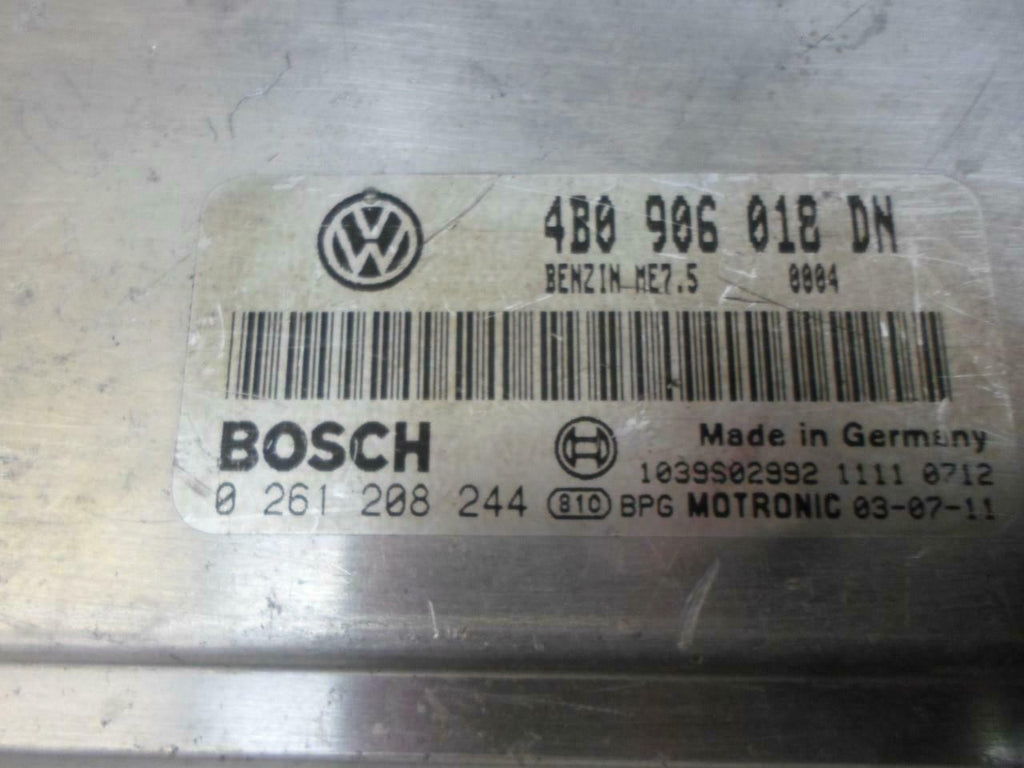 4B0 906 018 DN
BENZIN ME7.5 0004
BOSCH
Made in Germany
1039S02992 1111 0712
0 261 208 244 810 BPG MOTRONIC 03-07-11